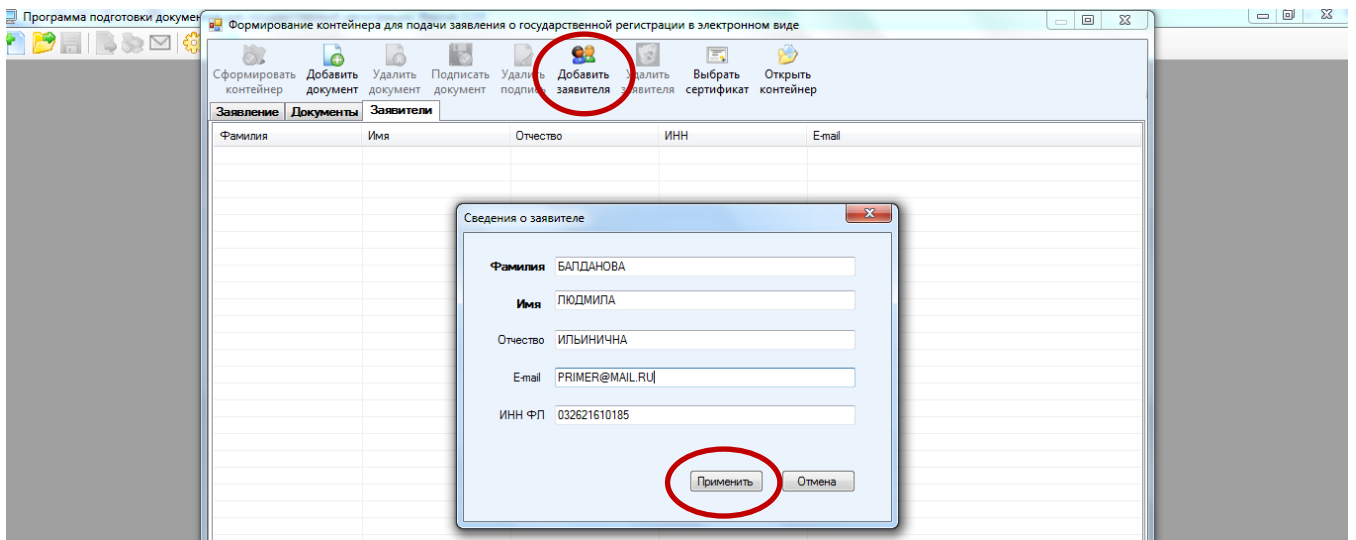 Программа подготовки докумен
Формирование контейнера для подачи заявления о государственной регистрации в электронном виде
Сформировать контейнер
Добавить документ
Удалить документ
Подписать документ
Удалить подпись
Добавить заявителя
Удалить заявителя
Выбрать сертификат
Открыть контейнер
Заявление Документы Заявители
Фамилия Имя Отчество ИНН E-mail
Сведения о заявителе
Фамилия БАЛДАНОВА
Имя ЛЮДМИЛА
Отчество ИЛЬИНИЧНА
E-mail PRIMER@MAIL.RU
ИНН ФЛ 032621610185
Применить Отмена